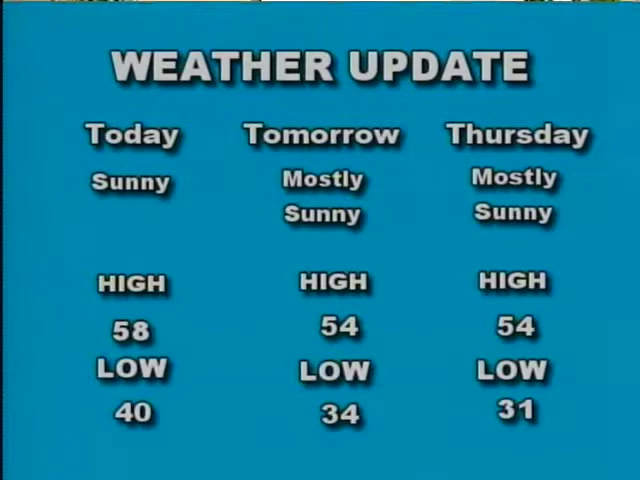 WEATHER UPDATE
Today Tomorrow Thursday
Sunny Mostly Mostly
Sunny Sunny
HIGH HIGH HIGH
58 54 54
LOW LOW LOW
40 34 31